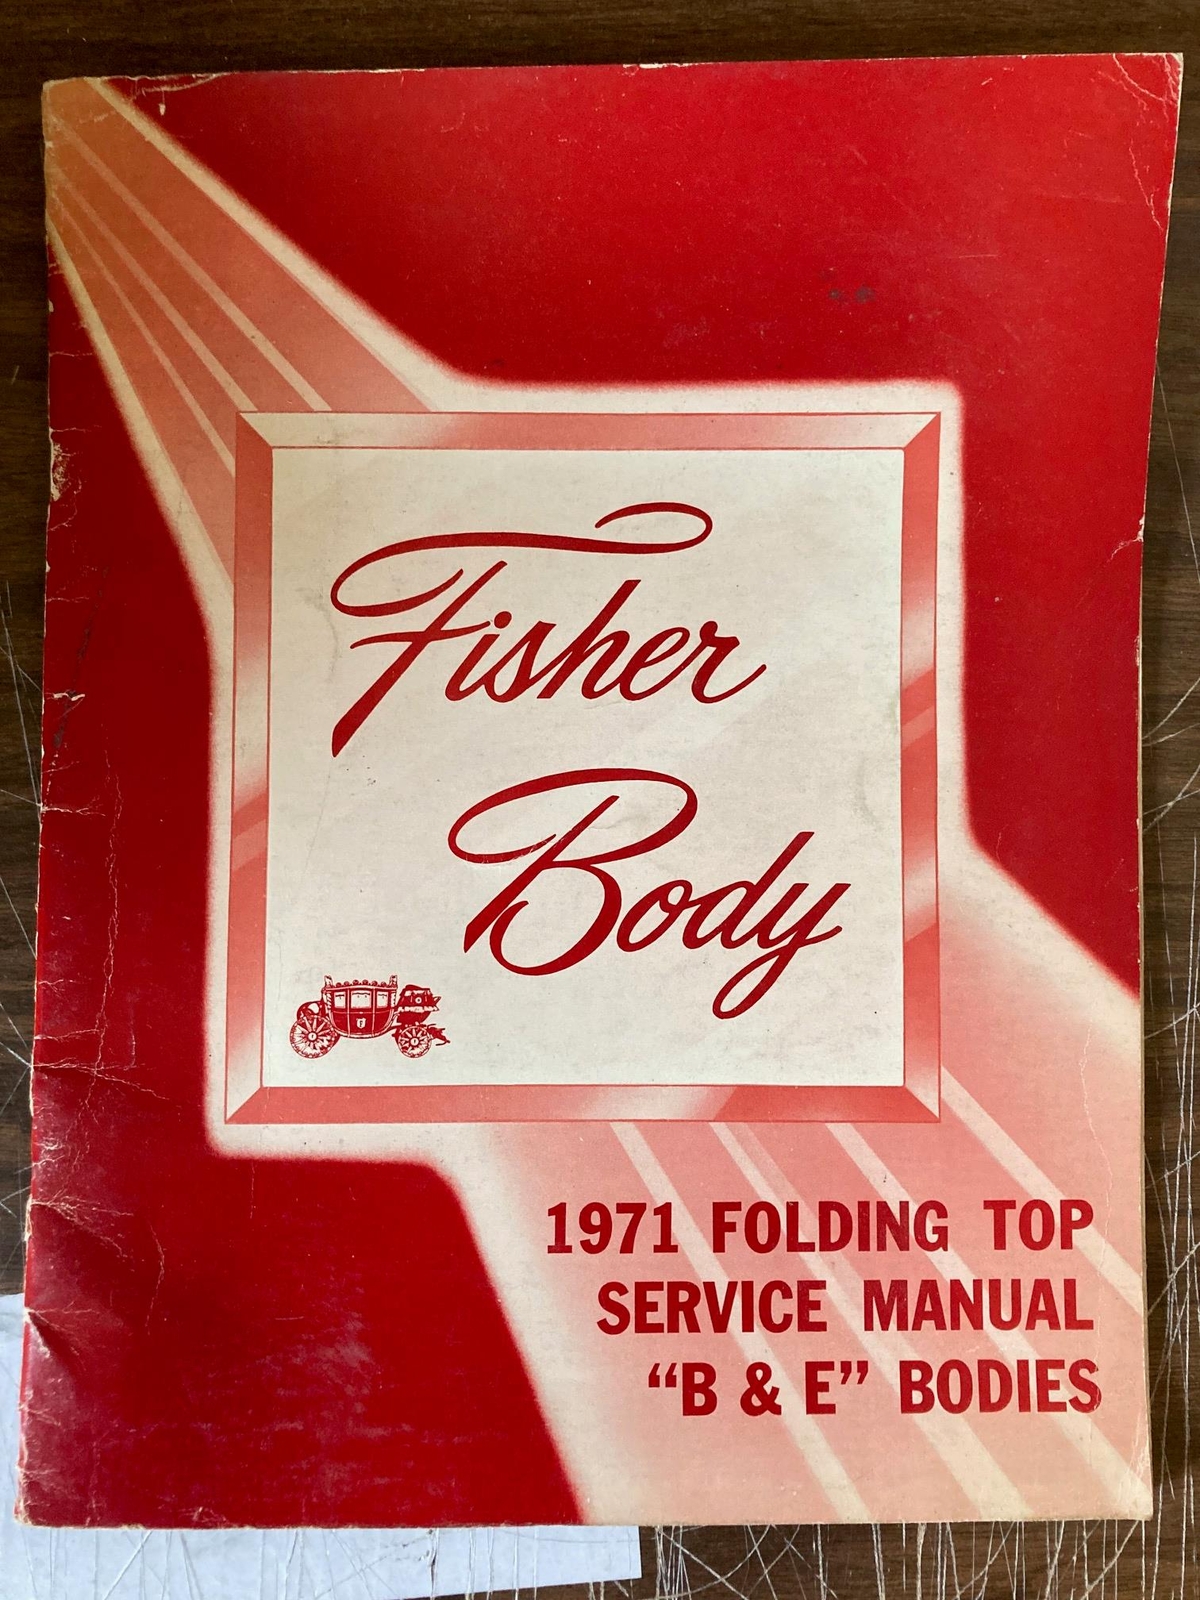 Fisher
Body
F
1971 FOLDING TOP
SERVICE MANUAL
“B & E” BODIES